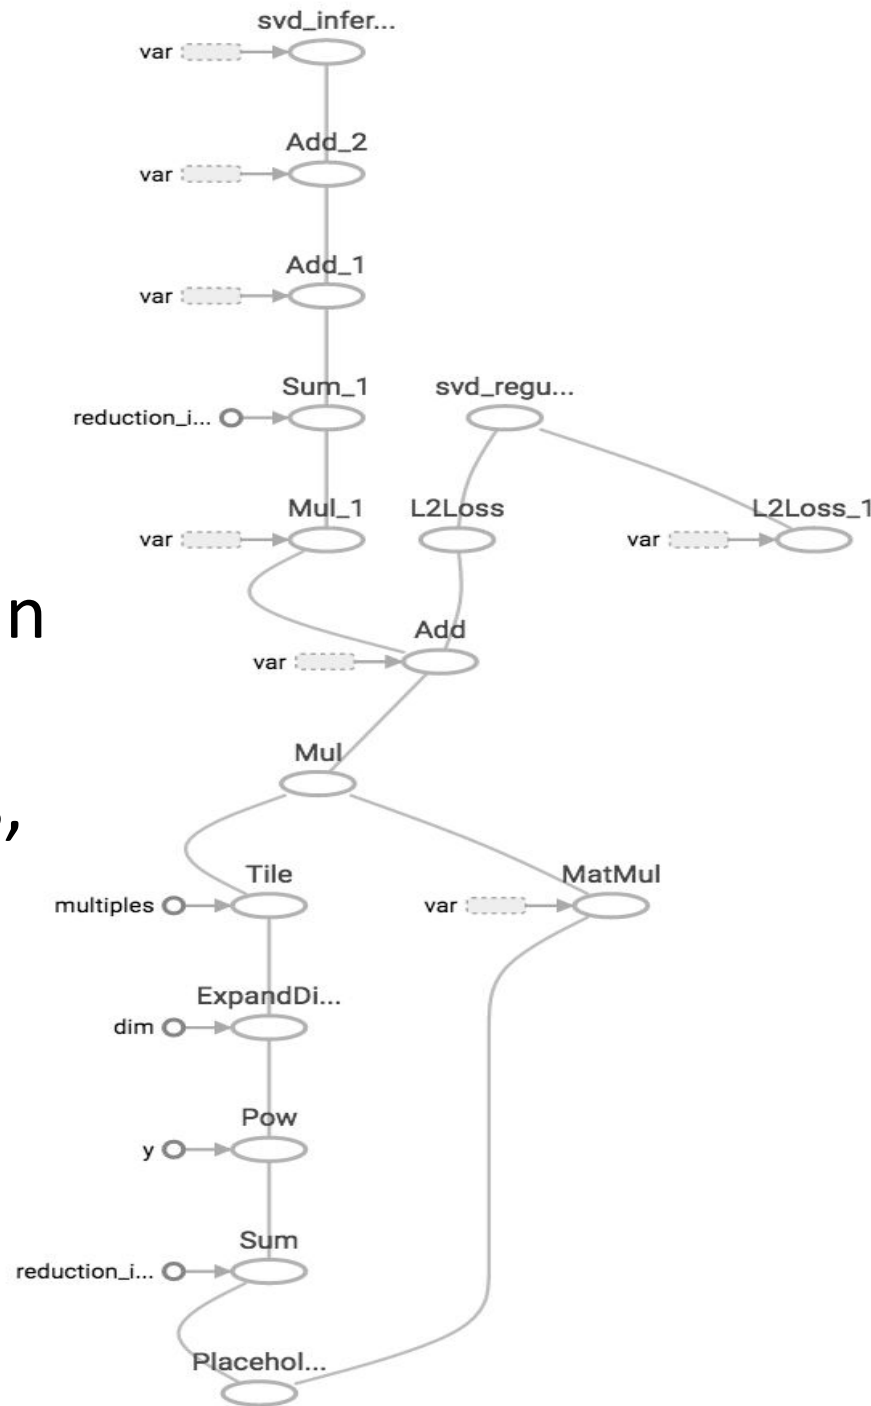 svd_infer...
var
Add_2
var
Add_1
var
Sum_1
svd_regu...
reduction_i...
Mul_1
L2Loss
L2Loss_1
var
var
n
Add
var
Mul
,
Tile
MatMul
multiples
var
ExpandDi...
dim
Pow
y
Sum
reduction_i...
Placehol...